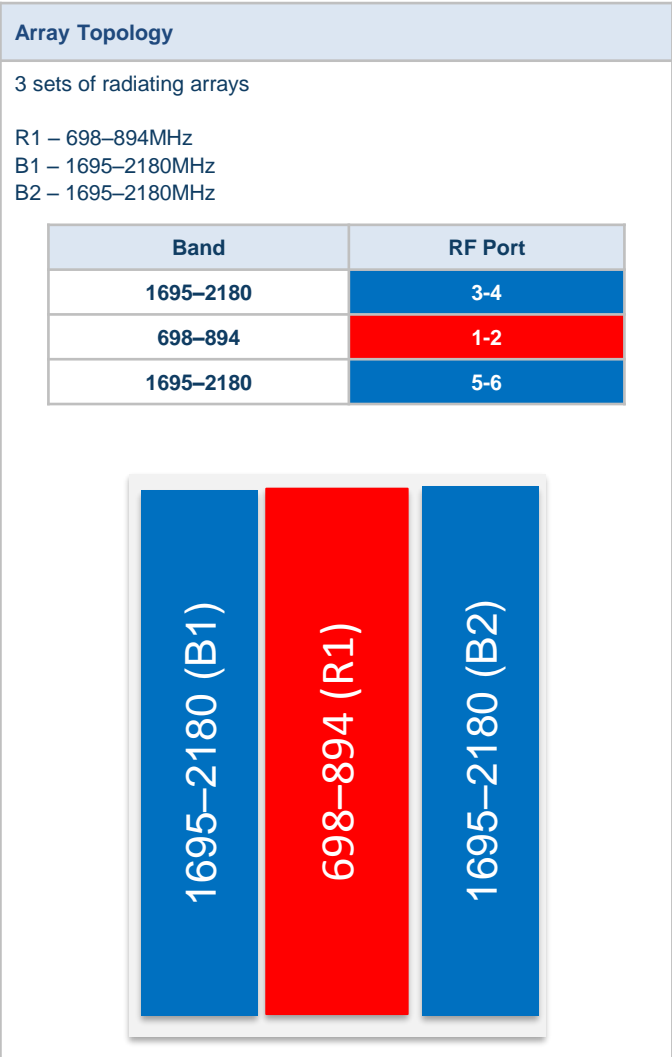 Array Topology
3 sets of radiating arrays
R1 – 698–894MHz
B1 – 1695–2180MHz
B2 – 1695–2180MHz
Band RF Port
1695–2180 3-4
698–894 1-2
1695–2180 5-6
1695–2180 (B1)
698–894 (R1)
1695–2180 (B2)